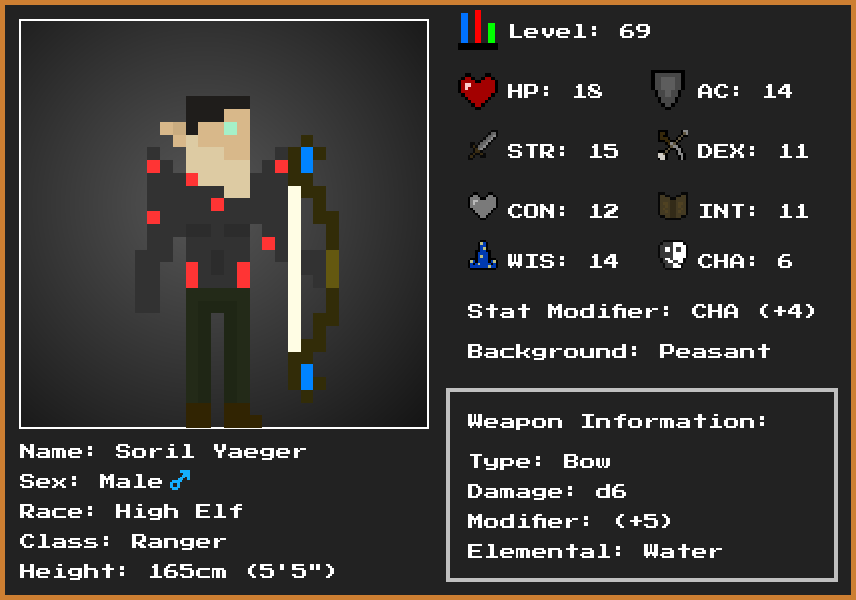 Level: 69
HP: 18 AC: 14
STR: 15 DEX: 11
CON: 12 INT: 11
WIS: 14 CHA: 6
Stat Modifier: CHA (+4)
Background: Peasant
Name: Soril Yaeger
Sex: Male ♂
Race: High Elf
Class: Ranger
Height: 165cm (5'5")
Weapon Information:
Type: Bow
Damage: d6
Modifier: (+5)
Elemental: Water